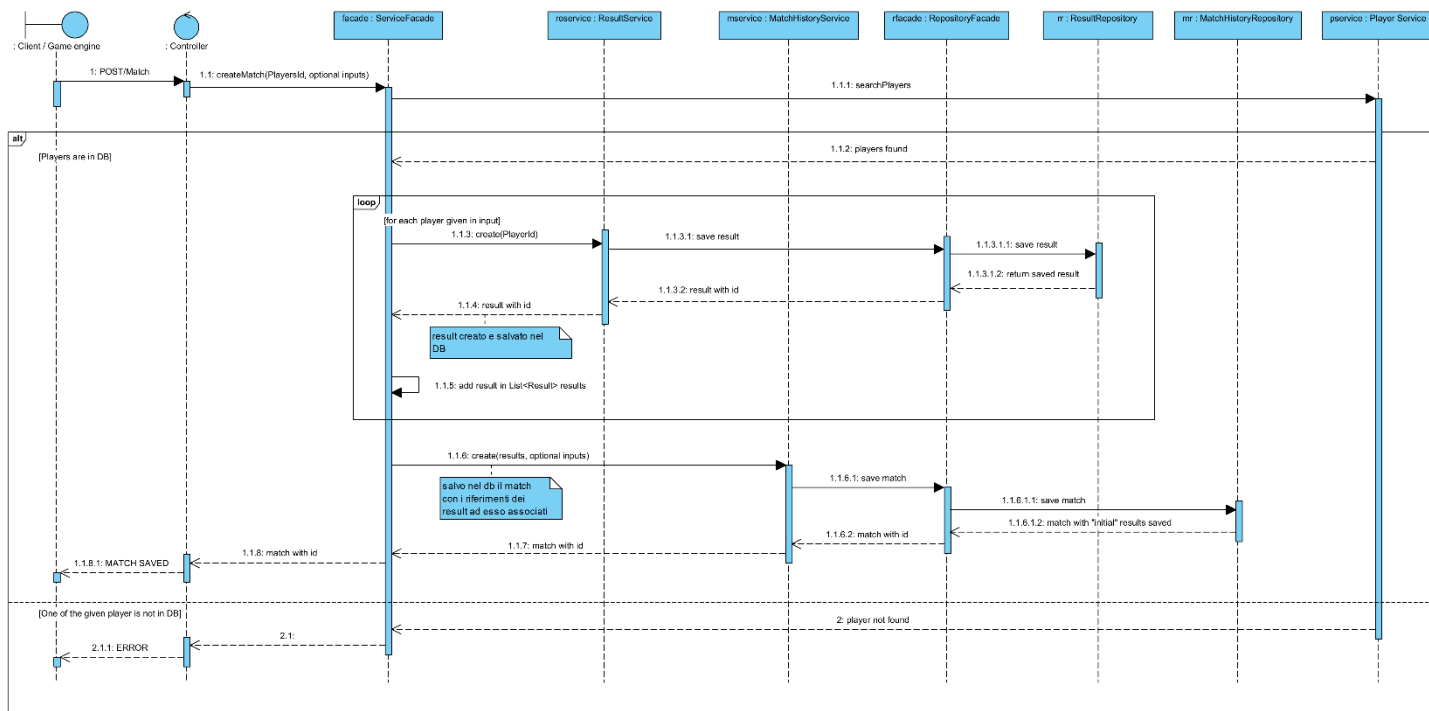 : Client / Game engine
: Controller
facade : ServiceFacade
reservice : ResultService
mservice : MatchHistoryService
rfacade : RepositoryFacade
rr : ResultRepository
mr : MatchHistoryRepository
pservice : Player Service
1: POST/Match
1.1: createMatch(PlayersId, optional inputs)
1.1.1: searchPlayers
alt
[Players are in DB]
1.1.2: players found
loop
[for each player given in input]
1.1.3: create(PlayerId)
1.1.3.1: save result
1.1.3.1.1: save result
1.1.3.1.2: return saved result
1.1.3.2: result with id
1.1.4: result with id
result creato e salvato nel
DB
1.1.5: add result in List<Result> results
1.1.6: create(results, optional inputs)
salvo nel db il match
con i riferimenti dei
result ad esso associati
1.1.6.1: save match
1.1.6.1.1: save match
1.1.6.1.2: match with "initial" results saved
1.1.6.2: match with id
1.1.7: match with id
1.1.8: match with id
1.1.8.1: MATCH SAVED
[One of the given player is not in DB]
2: player not found
2.1:
2.1.1: ERROR